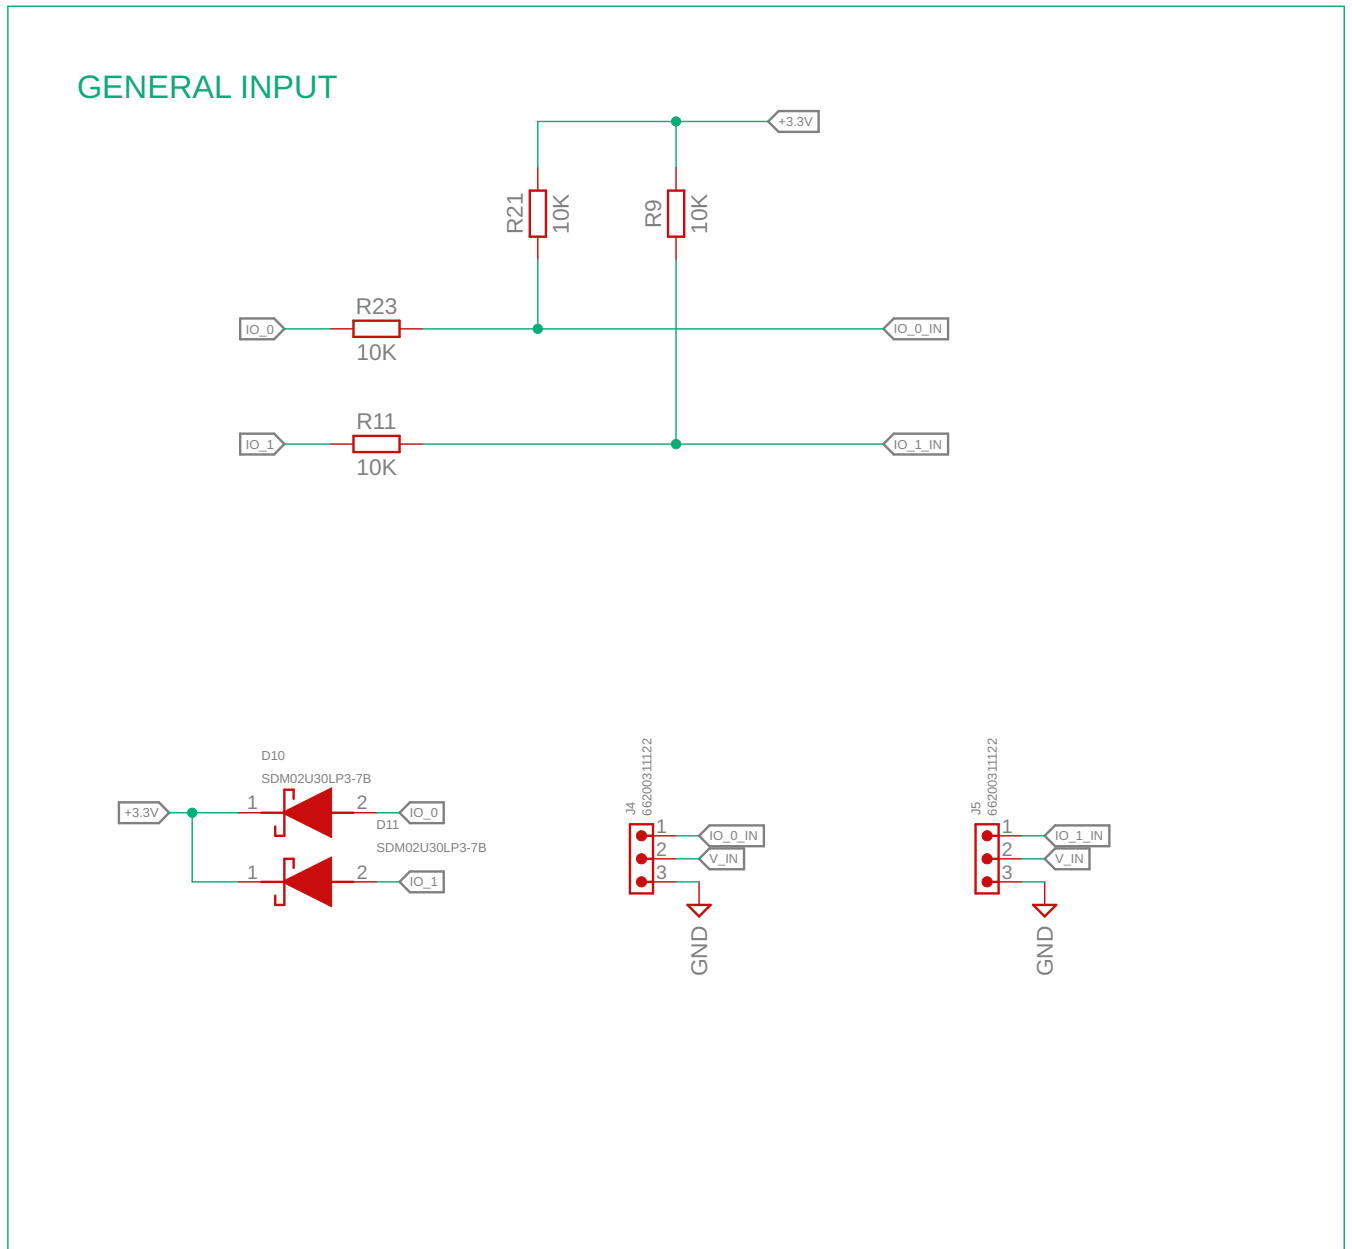 GENERAL INPUT
+3.3V
R21
10K
R9
10K
R23
IO_0
IO_0_IN
10K
R11
IO_1
IO_1_IN
10K
D10
SDM02U30LP3-7B
+3.3V
1
2
IO_0
D11
SDM02U30LP3-7B
1
2
IO_1
J4
66200311122
1
IO_0_IN
2
V_IN
3
GND
J5
66200311122
1
IO_1_IN
2
V_IN
3
GND